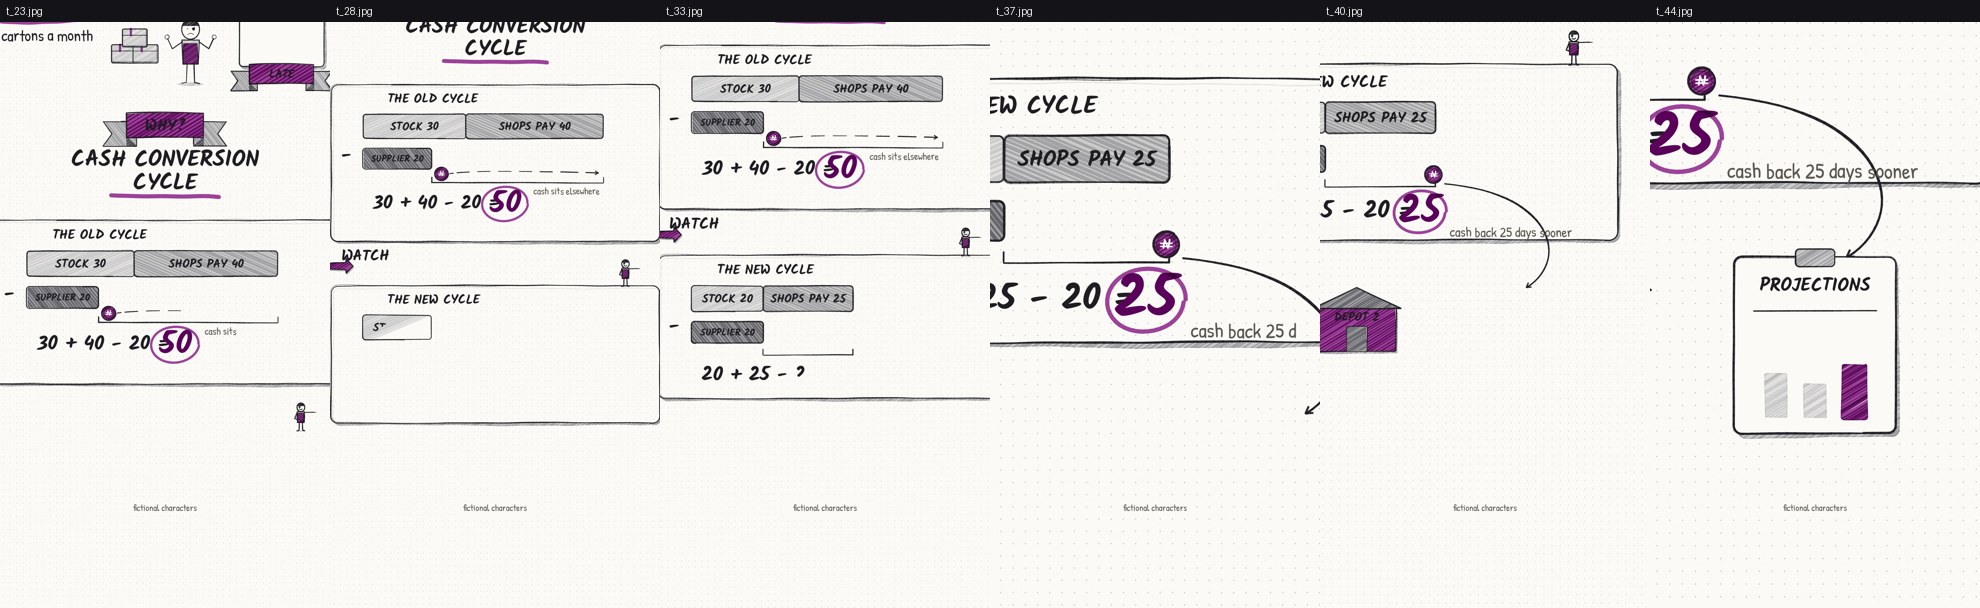 t_23.jpg
cartons a month
LATE
WHY?
CASH CONVERSION
CYCLE
THE OLD CYCLE
STOCK 30
SHOPS PAY 40
-
SUPPLIER 20
#
cash sits
30 + 40 - 20 = 50
fictional characters
t_28.jpg
CASH CONVERSION
CYCLE
THE OLD CYCLE
STOCK 30
SHOPS PAY 40
-
SUPPLIER 20
#
cash sits elsewhere
30 + 40 - 20 = 50
WATCH
THE NEW CYCLE
ST
fictional characters
t_33.jpg
THE OLD CYCLE
STOCK 30
SHOPS PAY 40
-
SUPPLIER 20
#
cash sits elsewhere
30 + 40 - 20 = 50
WATCH
THE NEW CYCLE
STOCK 20
SHOPS PAY 25
-
SUPPLIER 20
20 + 25 - ?
fictional characters
t_37.jpg
EW CYCLE
SHOPS PAY 25
#
25 - 20 = 25
cash back 25 d
fictional characters
t_40.jpg
W CYCLE
SHOPS PAY 25
#
5 - 20 = 25
cash back 25 days sooner
DEPOT 2
fictional characters
t_44.jpg
#
25
cash back 25 days sooner
PROJECTIONS
fictional characters